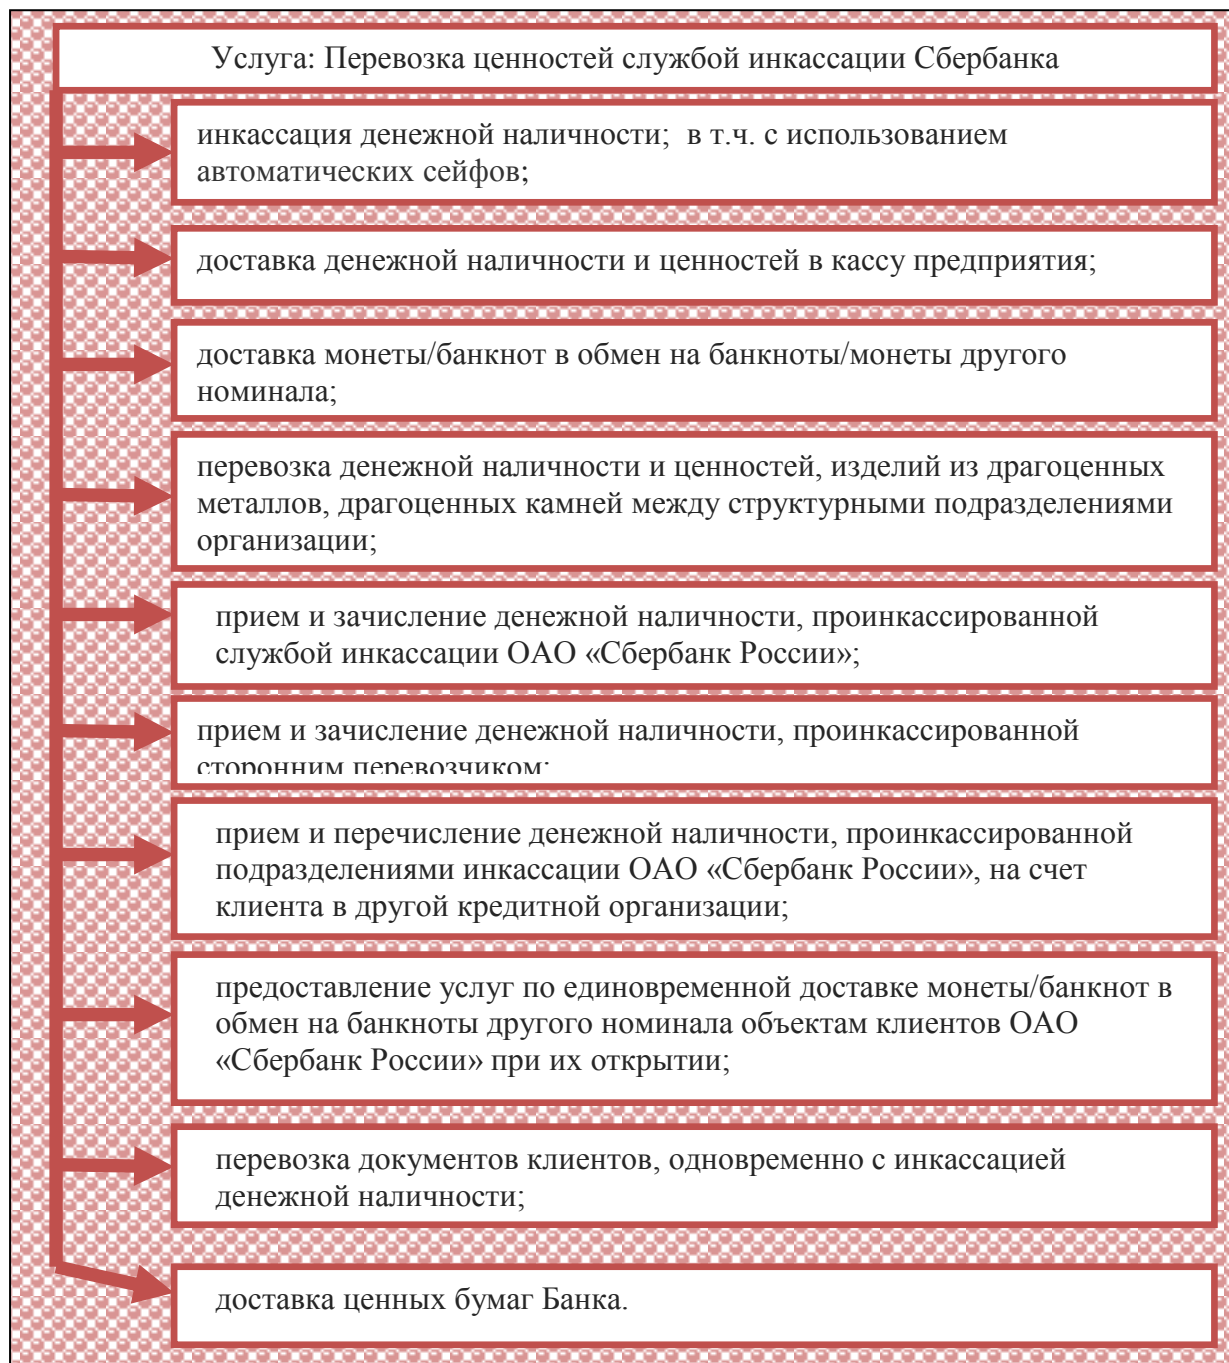 Услуга: Перевозка ценностей службой инкассации Сбербанка
инкассация денежной наличности;  в т.ч. с использованием
автоматических сейфов;
доставка денежной наличности и ценностей в кассу предприятия;
доставка монеты/банкнот в обмен на банкноты/монеты другого
номинала;
перевозка денежной наличности и ценностей, изделий из драгоценных
металлов, драгоценных камней между структурными подразделениями
организации;
прием и зачисление денежной наличности, проинкассированной
службой инкассации ОАО «Сбербанк России»;
прием и зачисление денежной наличности, проинкассированной
сторонним перевозчиком;
прием и перечисление денежной наличности, проинкассированной
подразделениями инкассации ОАО «Сбербанк России», на счет
клиента в другой кредитной организации;
предоставление услуг по единовременной доставке монеты/банкнот в
обмен на банкноты другого номинала объектам клиентов ОАО
«Сбербанк России» при их открытии;
перевозка документов клиентов, одновременно с инкассацией
денежной наличности;
доставка ценных бумаг Банка.